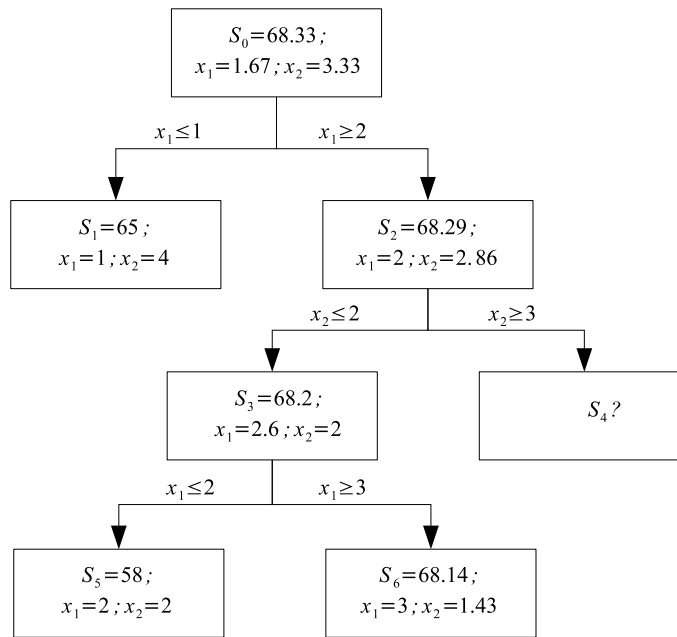 S₀=68.33;
x₁=1.67; x₂=3.33
x₁≤1
x₁≥2
S₁=65;
x₁=1; x₂=4
S₂=68.29;
x₁=2; x₂=2.86
x₂≤2
x₂≥3
S₃=68.2;
x₁=2.6; x₂=2
S₄?
x₁≤2
x₁≥3
S₅=58;
x₁=2; x₂=2
S₆=68.14;
x₁=3; x₂=1.43